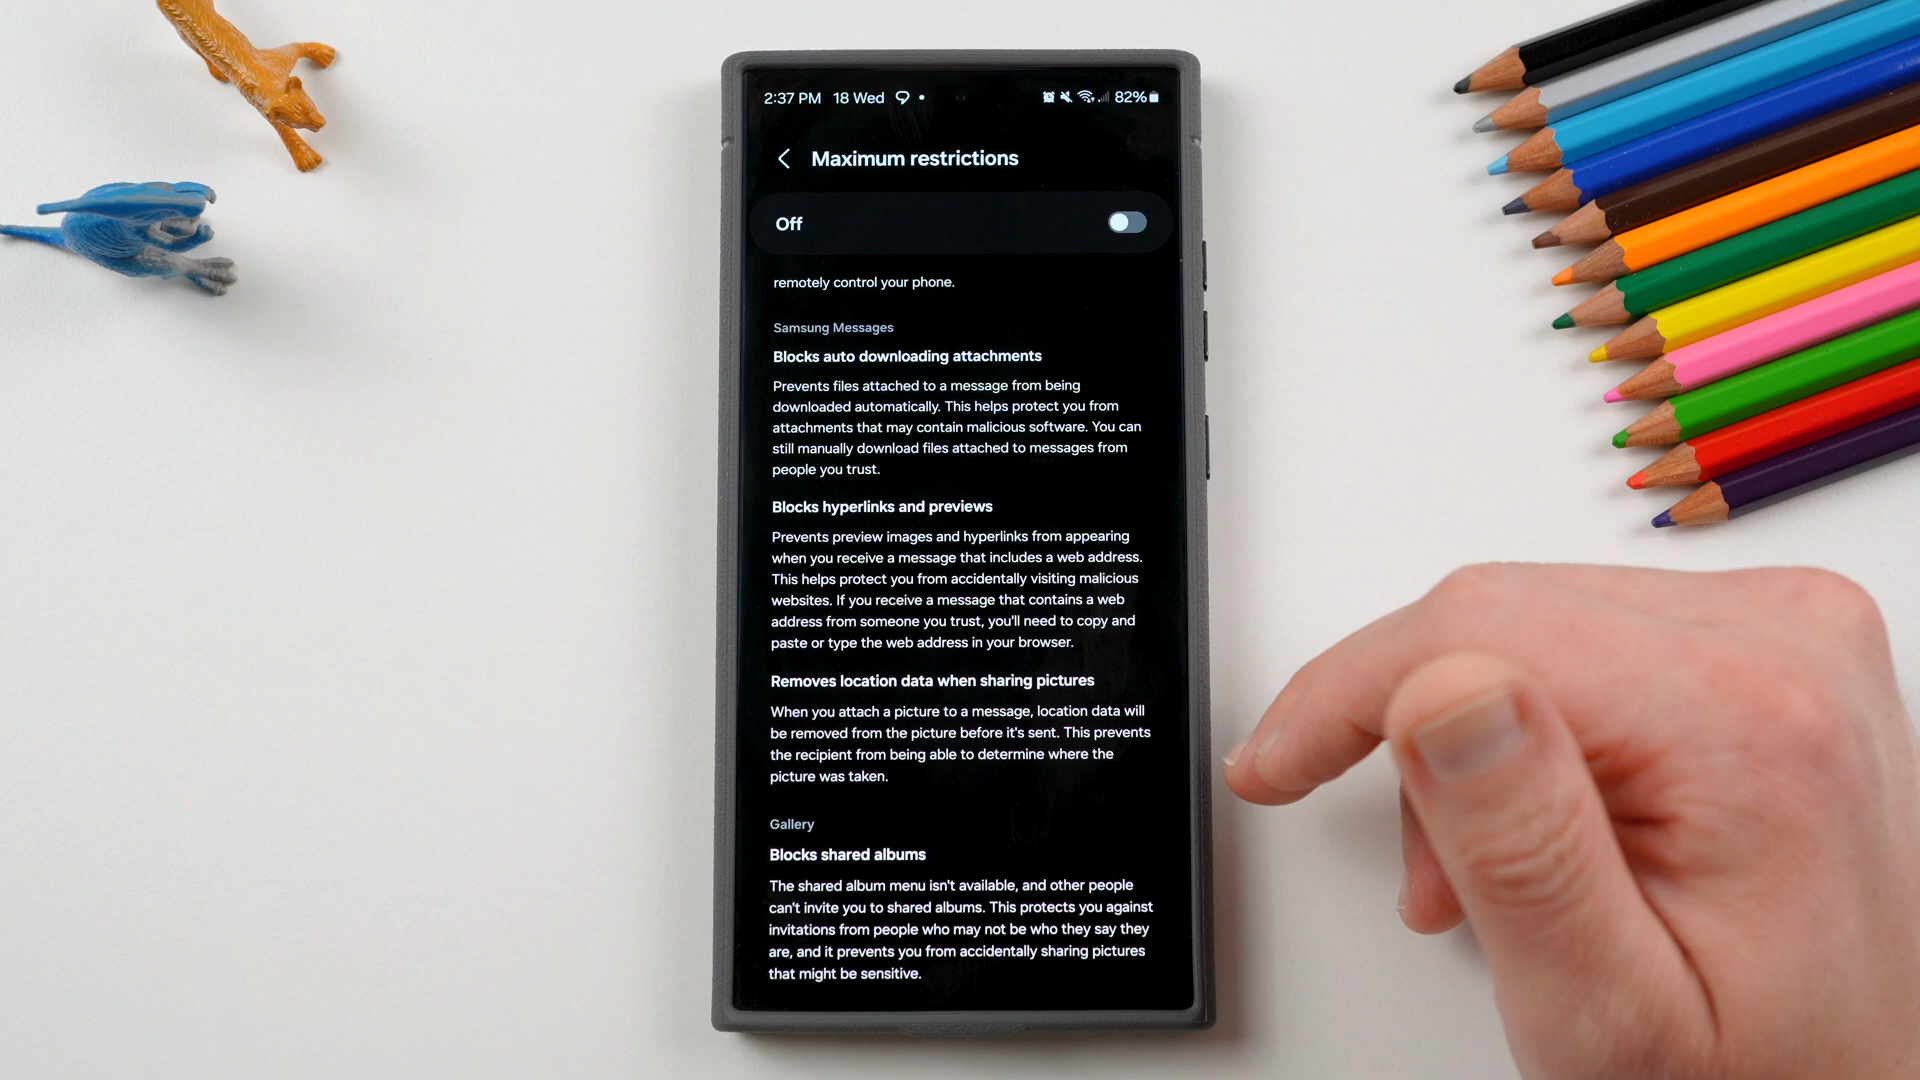 2:37 PM 18 Wed 82%
Maximum restrictions
Off
remotely control your phone.
Samsung Messages
Blocks auto downloading attachments
Prevents files attached to a message from being
downloaded automatically. This helps protect you from
attachments that may contain malicious software. You can
still manually download files attached to messages from
people you trust.
Blocks hyperlinks and previews
Prevents preview images and hyperlinks from appearing
when you receive a message that includes a web address.
This helps protect you from accidentally visiting malicious
websites. If you receive a message that contains a web
address from someone you trust, you'll need to copy and
paste or type the web address in your browser.
Removes location data when sharing pictures
When you attach a picture to a message, location data will
be removed from the picture before it's sent. This prevents
the recipient from being able to determine where the
picture was taken.
Gallery
Blocks shared albums
The shared album menu isn't available, and other people
can't invite you to shared albums. This protects you against
invitations from people who may not be who they say they
are, and it prevents you from accidentally sharing pictures
that might be sensitive.